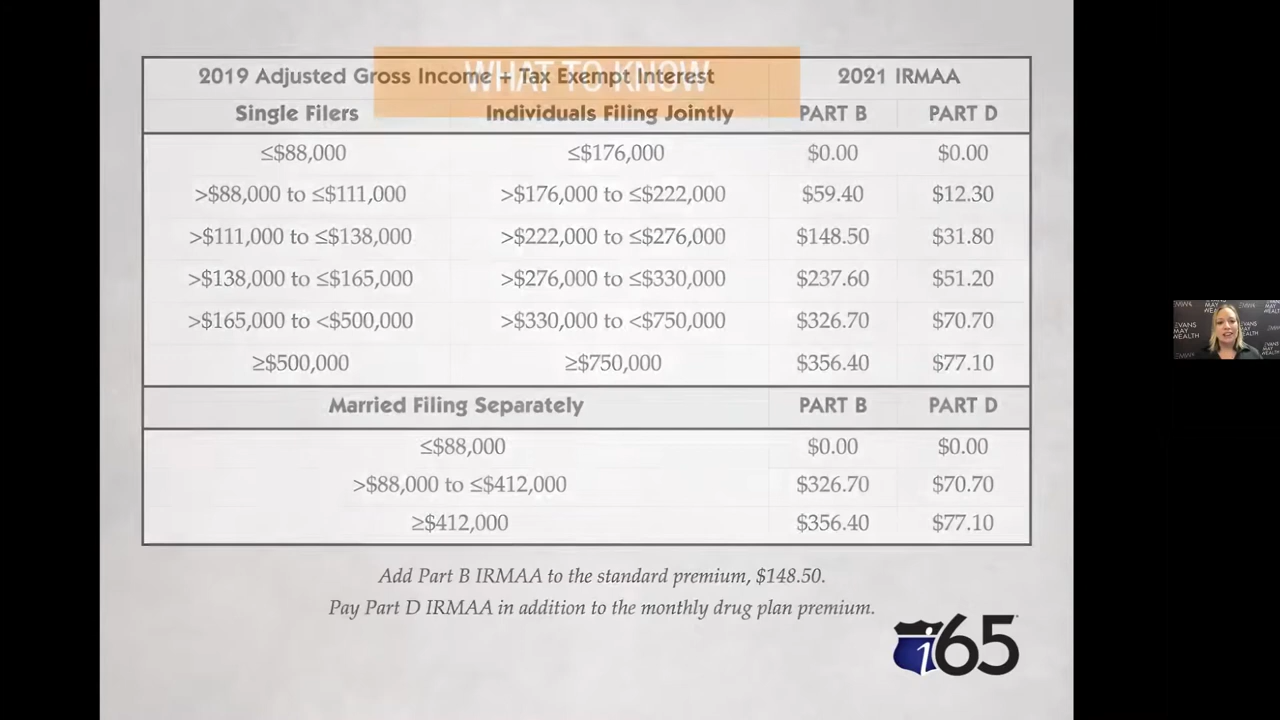 WHAT TO KNOW
2019 Adjusted Gross Income + Tax Exempt Interest 2021 IRMAA
Single Filers Individuals Filing Jointly PART B PART D
≤$88,000 ≤$176,000 $0.00 $0.00
>$88,000 to ≤$111,000 >$176,000 to ≤$222,000 $59.40 $12.30
>$111,000 to ≤$138,000 >$222,000 to ≤$276,000 $148.50 $31.80
>$138,000 to ≤$165,000 >$276,000 to ≤$330,000 $237.60 $51.20
>$165,000 to <$500,000 >$330,000 to <$750,000 $326.70 $70.70
≥$500,000 ≥$750,000 $356.40 $77.10
Married Filing Separately PART B PART D
≤$88,000 $0.00 $0.00
>$88,000 to ≤$412,000 $326.70 $70.70
≥$412,000 $356.40 $77.10
Add Part B IRMAA to the standard premium, $148.50.
Pay Part D IRMAA in addition to the monthly drug plan premium.
i65
EVANS
MAY
WEALTH